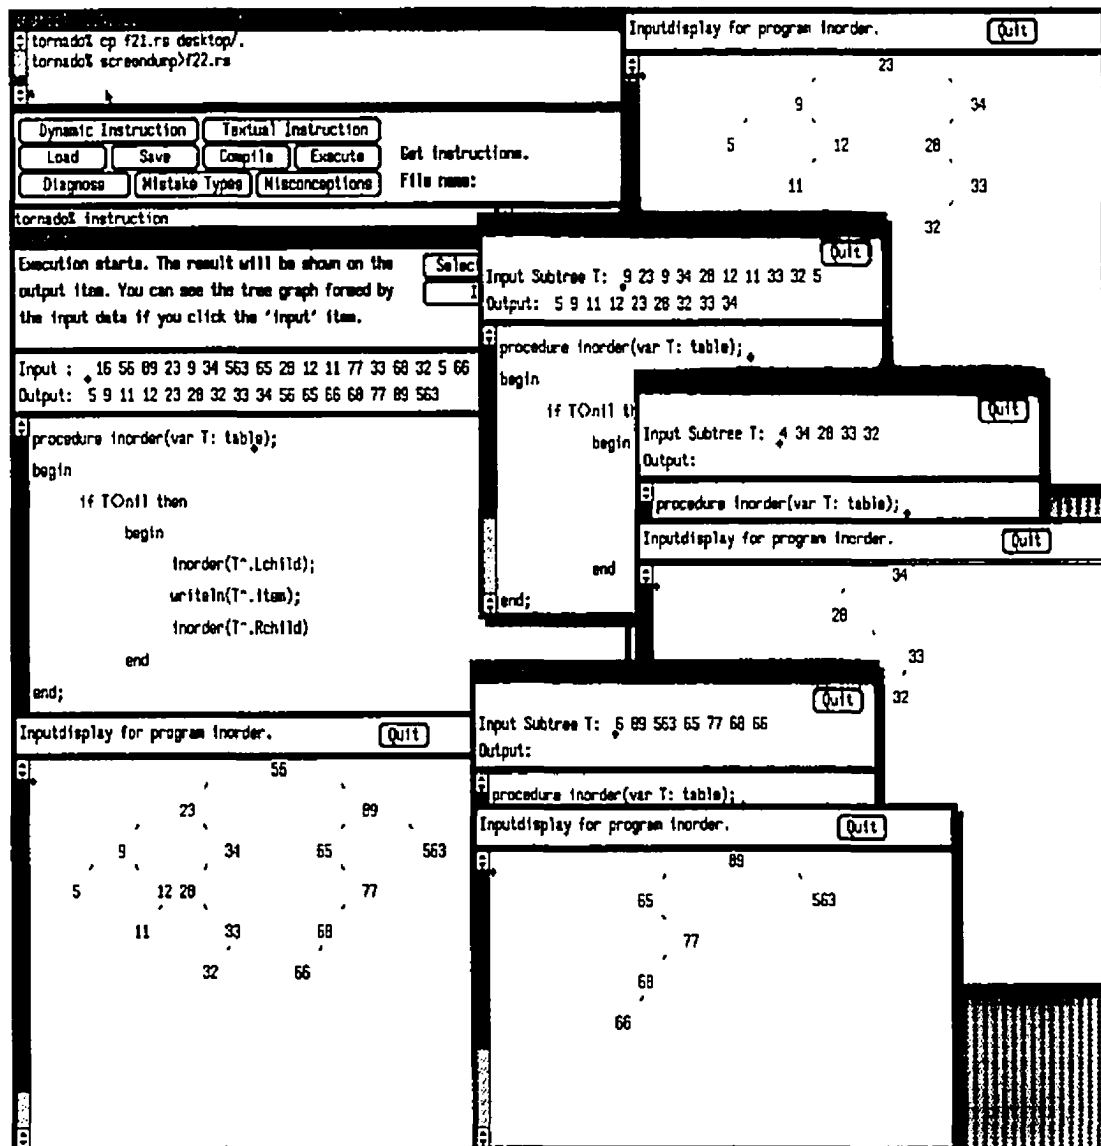 tornado% cp f21.rs desktop/.
tornado% screendump>f22.rs
Dynamic Instruction Textual Instruction
Load Save Compile Execute Get instructions.
Diagnose Mistake Types Misconceptions File name:
tornado% instruction
Execution starts. The result will be shown on the Selec
output item. You can see the tree graph formed by I
the input data if you click the 'input' item.
Input : 16 56 89 23 9 34 563 65 28 12 11 77 33 68 32 5 66
Output: 5 9 11 12 23 28 32 33 34 56 65 66 68 77 89 563
procedure inorder(var T: table);
begin
if T<>nil then
begin
inorder(T^.Lchild);
writeln(T^.item);
inorder(T^.Rchild)
end
end;
Inputdisplay for program inorder. Quit
56
23 89
9 34 65 563
5 12 28 77
11 33 68
32 66
Inputdisplay for program inorder. Quit
23
9 34
5 12 28
11 33
32
Quit
Input Subtree T: 9 23 9 34 28 12 11 33 32 5
Output: 5 9 11 12 23 28 32 33 34
procedure inorder(var T: table);
begin
if T<>nil th
begin
end
end;
Quit
Input Subtree T: 4 34 28 33 32
Output:
procedure inorder(var T: table);
Inputdisplay for program inorder. Quit
34
28
33
32
Quit
Input Subtree T: 6 89 563 65 77 68 66
Output:
procedure inorder(var T: table);
Inputdisplay for program inorder. Quit
89
65 563
77
68
66